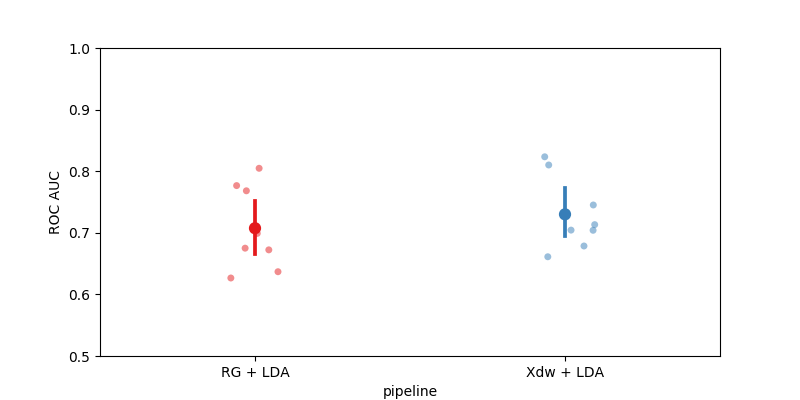 1.0
0.9
0.8
0.7
0.6
0.5
ROC AUC
RG + LDA
Xdw + LDA
pipeline